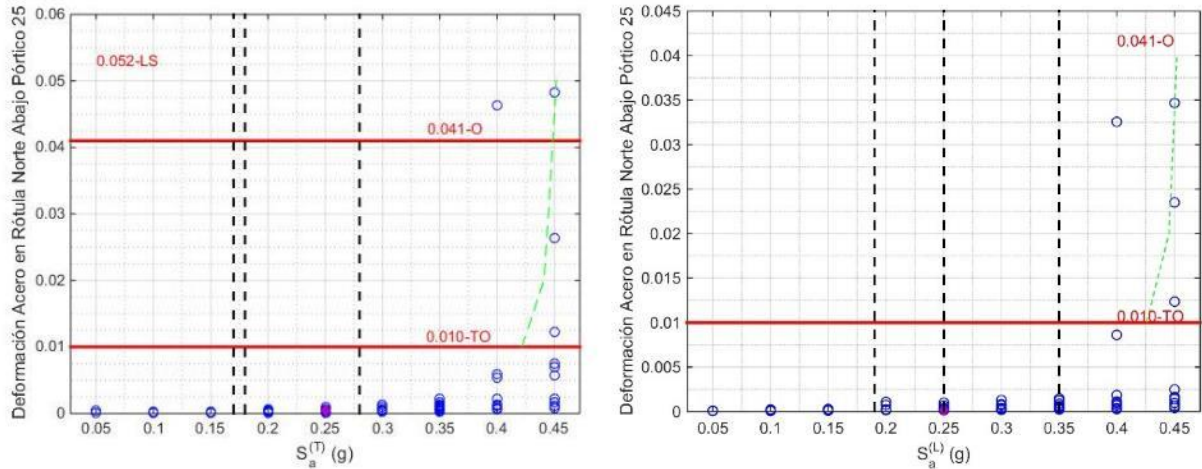 Deformación Acero en Rótula Norte Abajo Pórtico 25
0.06
0.05
0.04
0.03
0.02
0.01
0
0.052-LS
0.041-O
0.010-TO
0.05 0.1 0.15 0.2 0.25 0.3 0.35 0.4 0.45
S_a^(T) (g)
Deformación Acero en Rótula Norte Abajo Pórtico 25
0.045
0.04
0.035
0.03
0.025
0.02
0.015
0.01
0.005
0
0.041-O
0.010-TO
0.05 0.1 0.15 0.2 0.25 0.3 0.35 0.4 0.45
S_a^(L) (g)